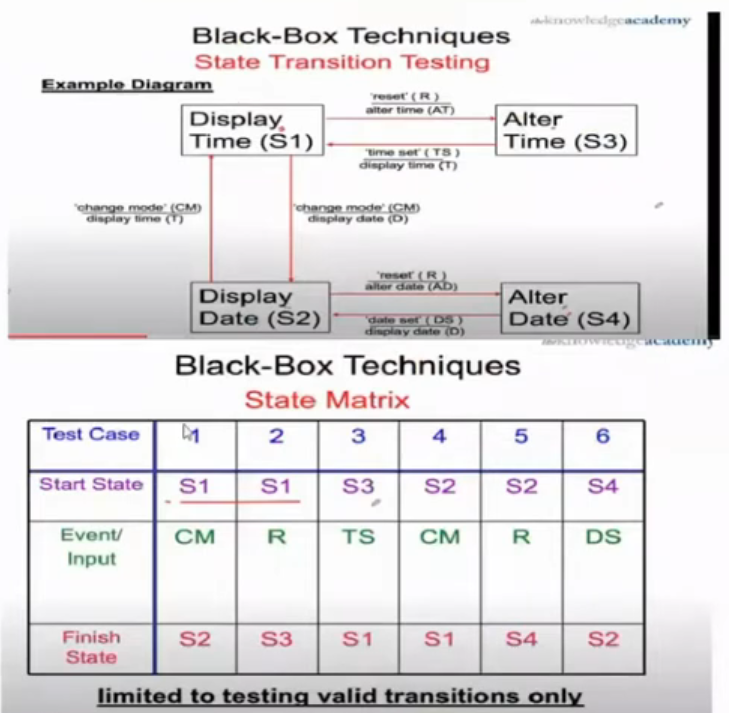 theknowledgeacademy
Black-Box Techniques
State Transition Testing
Example Diagram
'reset' ( R )
alter time (AT)
Display
Time (S1)
Alter
Time (S3)
'time set' ( TS )
display time (T)
'change mode' (CM)
display time (T)
'change mode' (CM)
display date (D)
'reset' ( R )
alter date (AD)
Display
Date (S2)
Alter
Date (S4)
'date set' ( DS )
display date (D)
theknowledgeacademy
Black-Box Techniques
State Matrix
Test Case 1 2 3 4 5 6
Start State S1 S1 S3 S2 S2 S4
Event/ CM R TS CM R DS
Input
Finish S2 S3 S1 S1 S4 S2
State
limited to testing valid transitions only